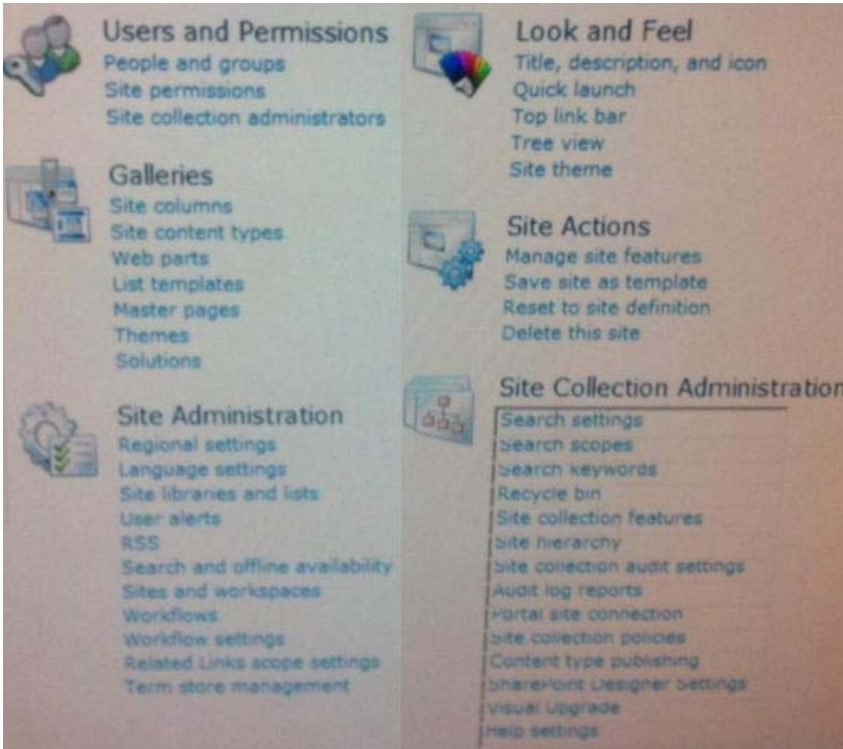 Users and Permissions
People and groups
Site permissions
Site collection administrators
Galleries
Site columns
Site content types
Web parts
List templates
Master pages
Themes
Solutions
Site Administration
Regional settings
Language settings
Site libraries and lists
User alerts
RSS
Search and offline availability
Sites and workspaces
Workflows
Workflow settings
Related Links scope settings
Term store management
Look and Feel
Title, description, and icon
Quick launch
Top link bar
Tree view
Site theme
Site Actions
Manage site features
Save site as template
Reset to site definition
Delete this site
Site Collection Administration
Search settings
Search scopes
Search keywords
Recycle bin
Site collection features
Site hierarchy
Site collection audit settings
Audit log reports
Portal site connection
Site collection policies
Content type publishing
SharePoint Designer Settings
Visual Upgrade
Help settings